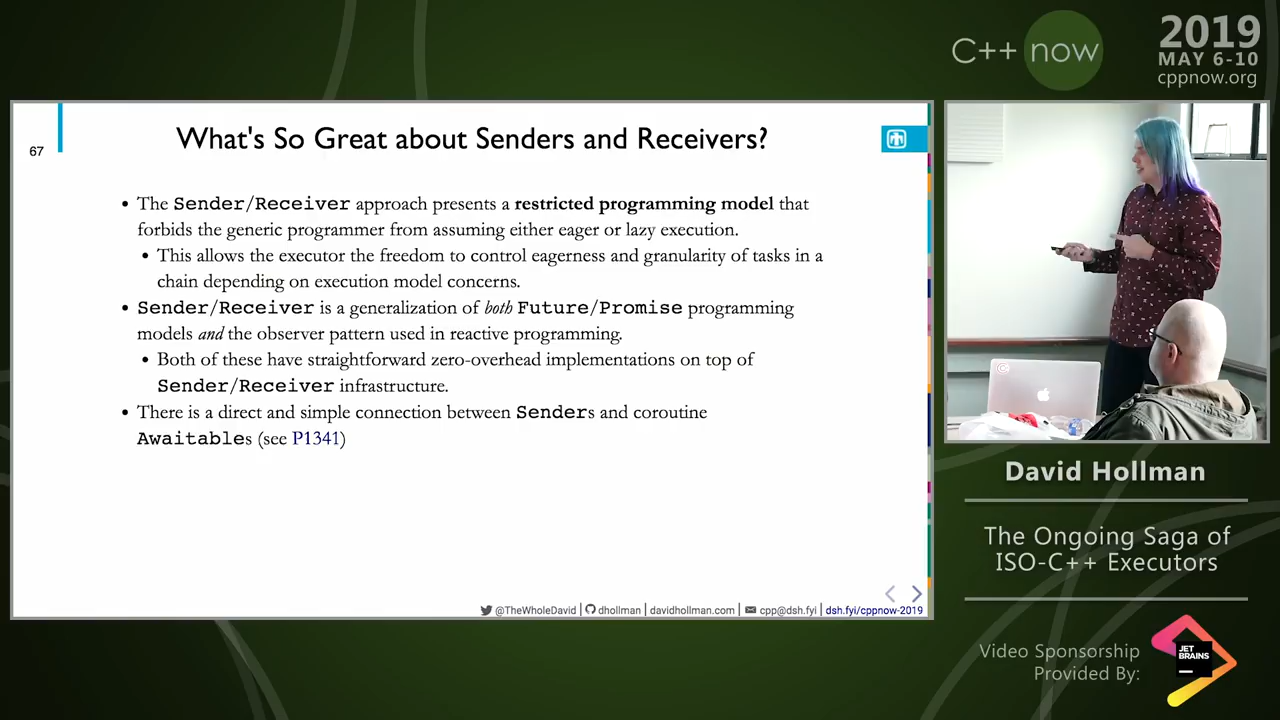 C++ now
2019
MAY 6-10
cppnow.org
67
What's So Great about Senders and Receivers?
• The Sender/Receiver approach presents a restricted programming model that
forbids the generic programmer from assuming either eager or lazy execution.
• This allows the executor the freedom to control eagerness and granularity of tasks in a
chain depending on execution model concerns.
• Sender/Receiver is a generalization of both Future/Promise programming
models and the observer pattern used in reactive programming.
• Both of these have straightforward zero-overhead implementations on top of
Sender/Receiver infrastructure.
• There is a direct and simple connection between Senders and coroutine
Awaitables (see P1341)
@TheWholeDavid | dhollman | davidhollman.com | cpp@dsh.fyi | dsh.fyi/cppnow-2019
David Hollman
The Ongoing Saga of
ISO-C++ Executors
Video Sponsorship
Provided By:
JET
BRAINS